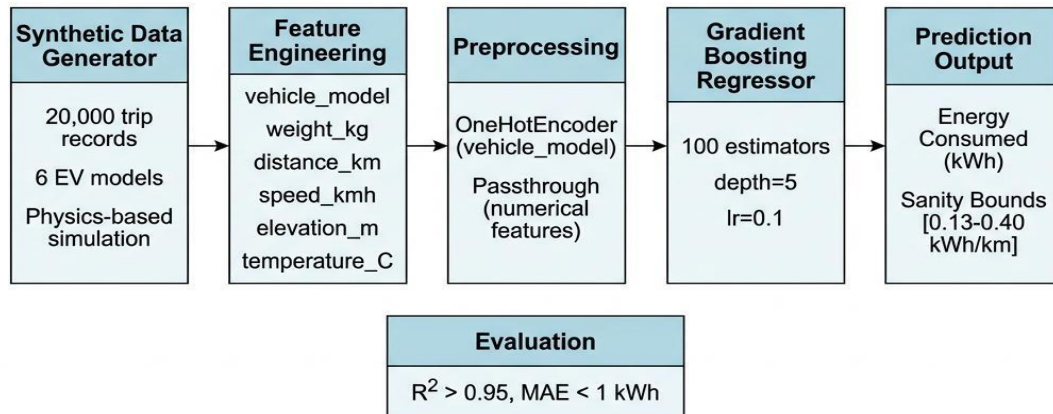 Synthetic Data
Generator
20,000 trip
records
6 EV models
Physics-based
simulation
Feature
Engineering
vehicle_model
weight_kg
distance_km
speed_kmh
elevation_m
temperature_C
Preprocessing
OneHotEncoder
(vehicle_model)
Passthrough
(numerical
features)
Gradient
Boosting
Regressor
100 estimators
depth=5
lr=0.1
Prediction
Output
Energy
Consumed
(kWh)
Sanity Bounds
[0.13-0.40
kWh/km]
Evaluation
R² > 0.95, MAE < 1 kWh